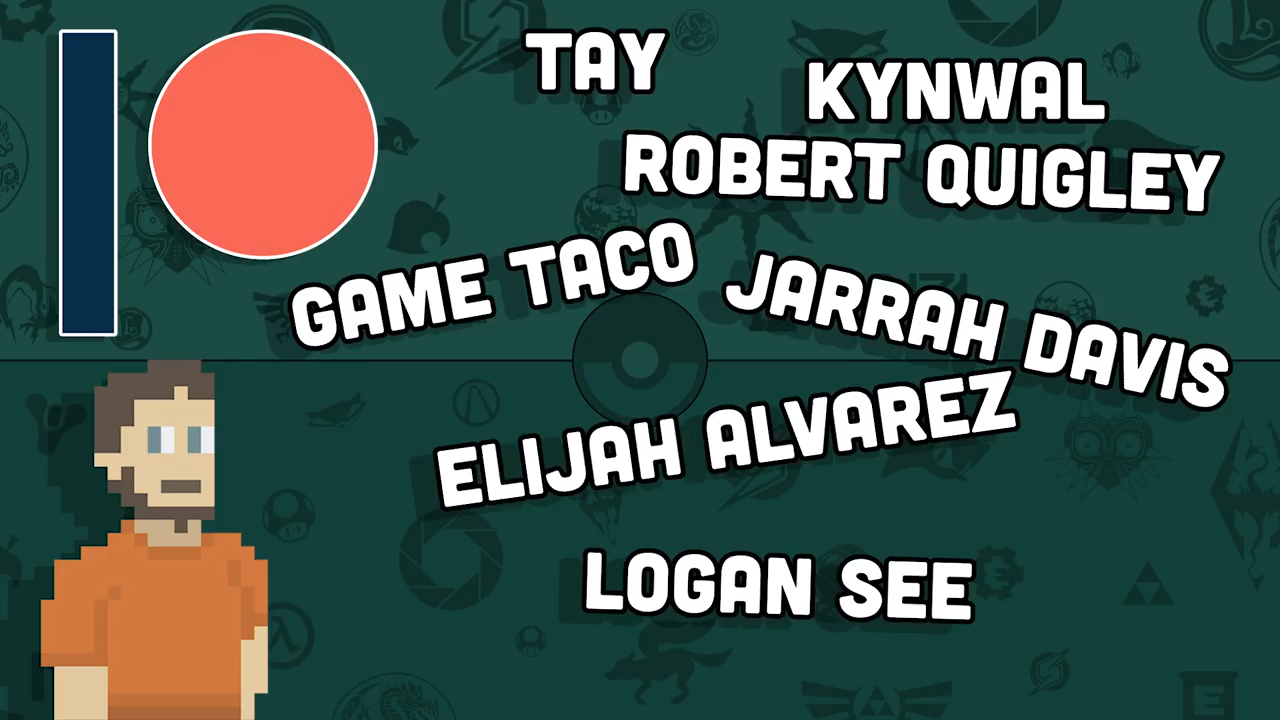 TAY
KYNWAL
ROBERT QUIGLEY
GAME TACO
JARRAH DAVIS
ELIJAH ALVAREZ
LOGAN SEE